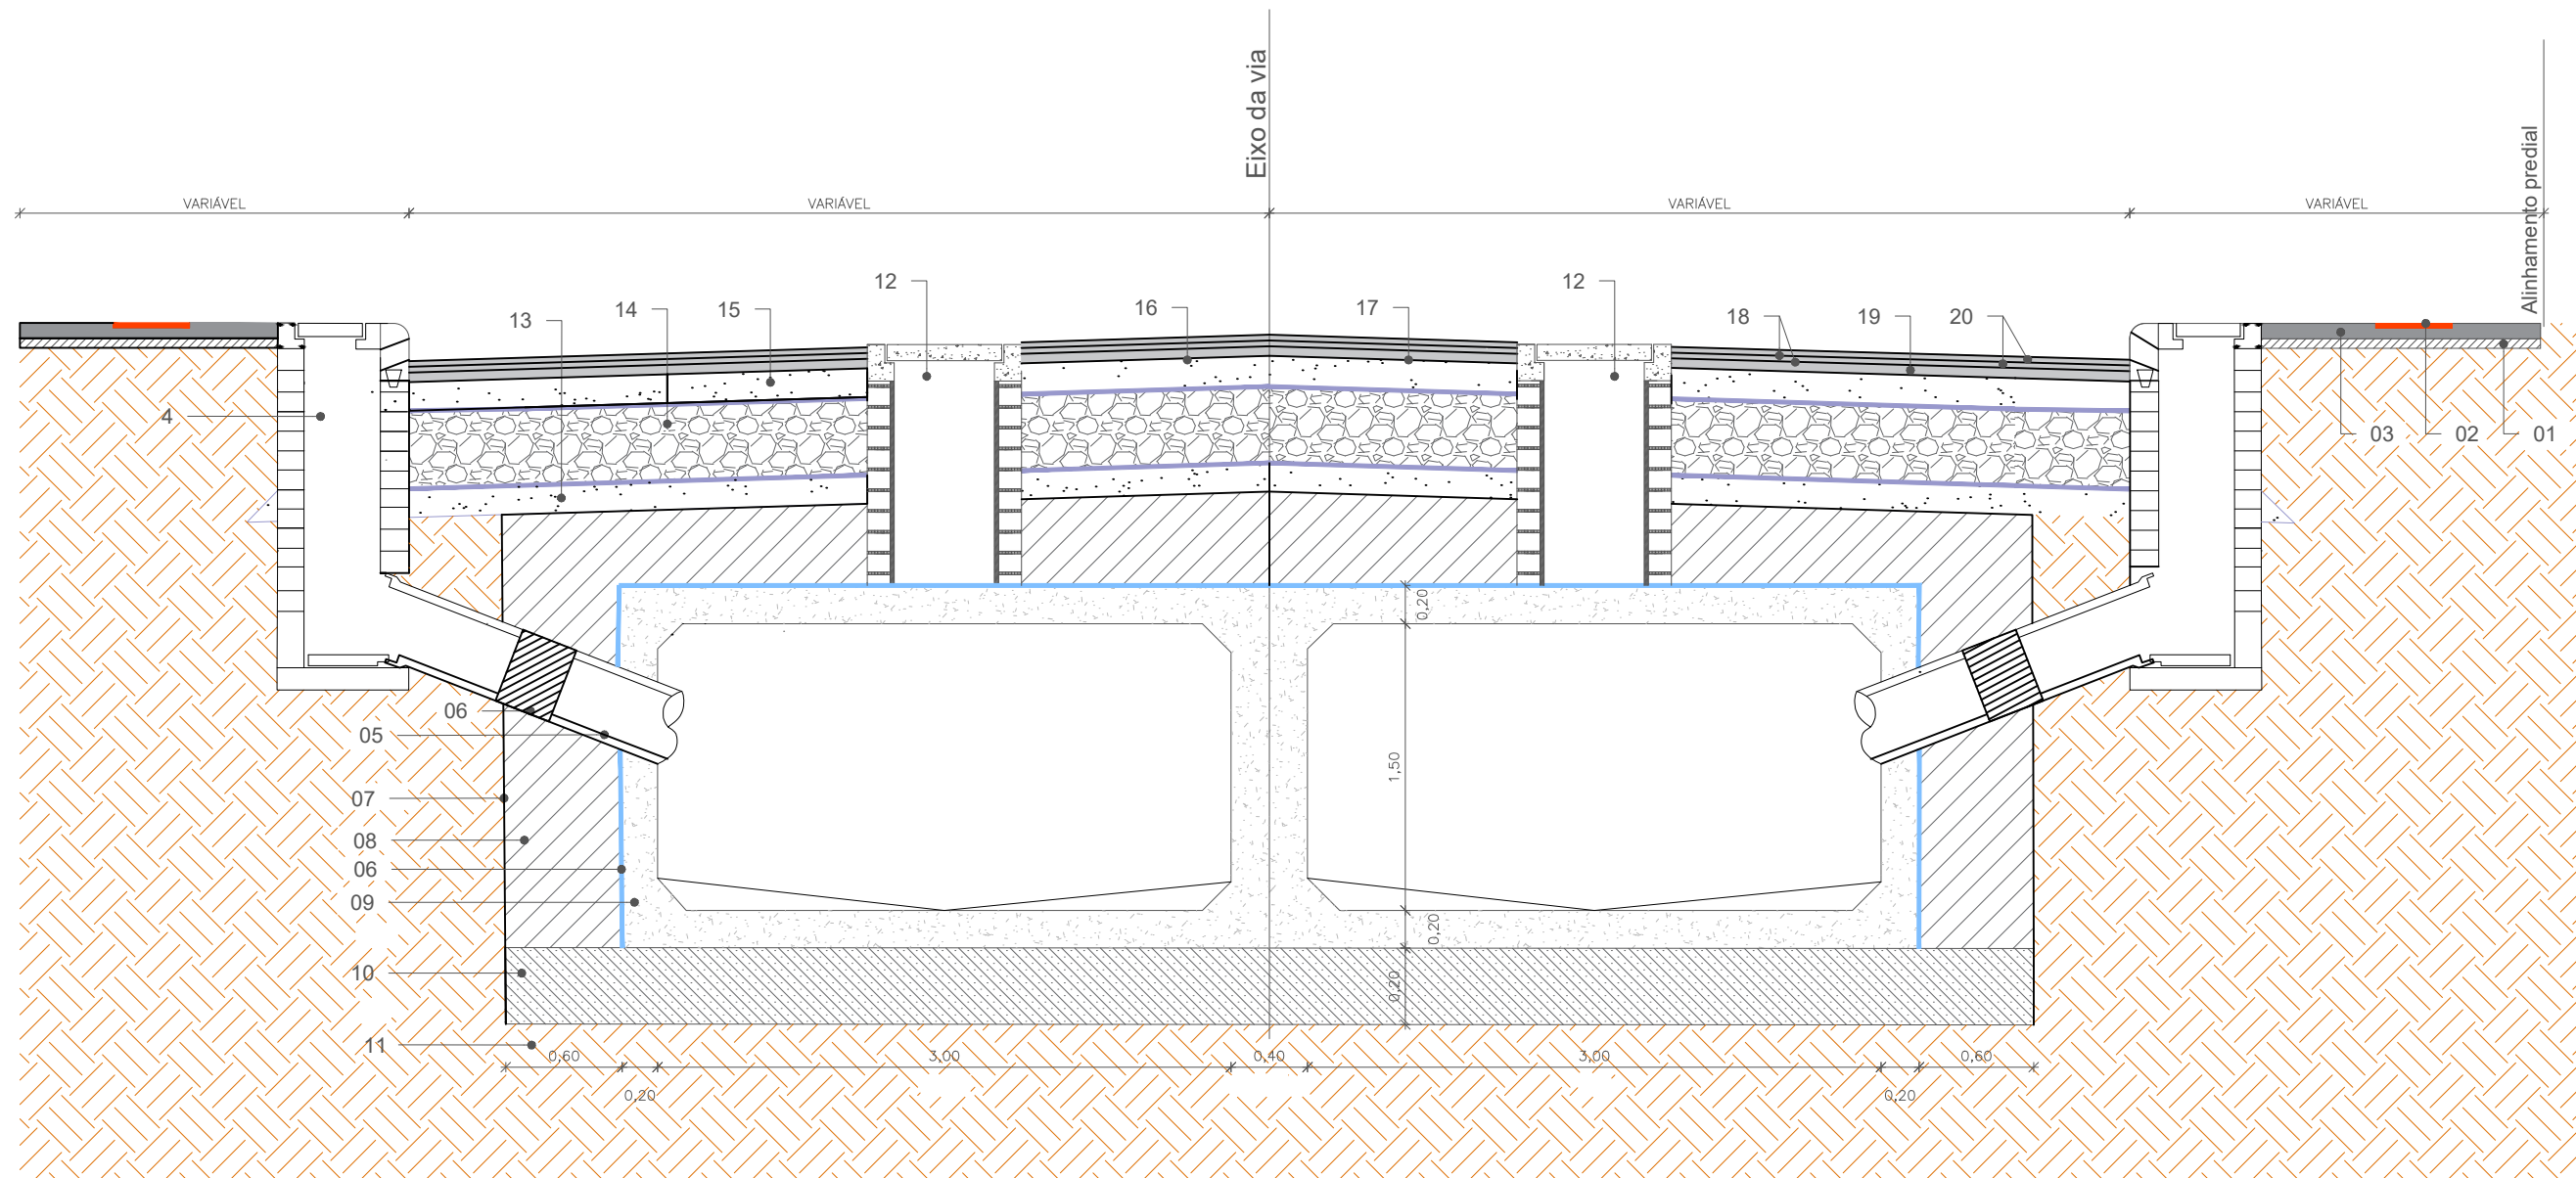 Eixo da via
Alinhamento predial
VARIÁVEL VARIÁVEL VARIÁVEL VARIÁVEL
12 12
13 14 15 16 17 18 19 20
4
03 02 01
0,20
06
05
1,50
07
08
06
09
0,20
10
0,20
11
0,60 3,00 0,40 3,00 0,60
0,20 0,20